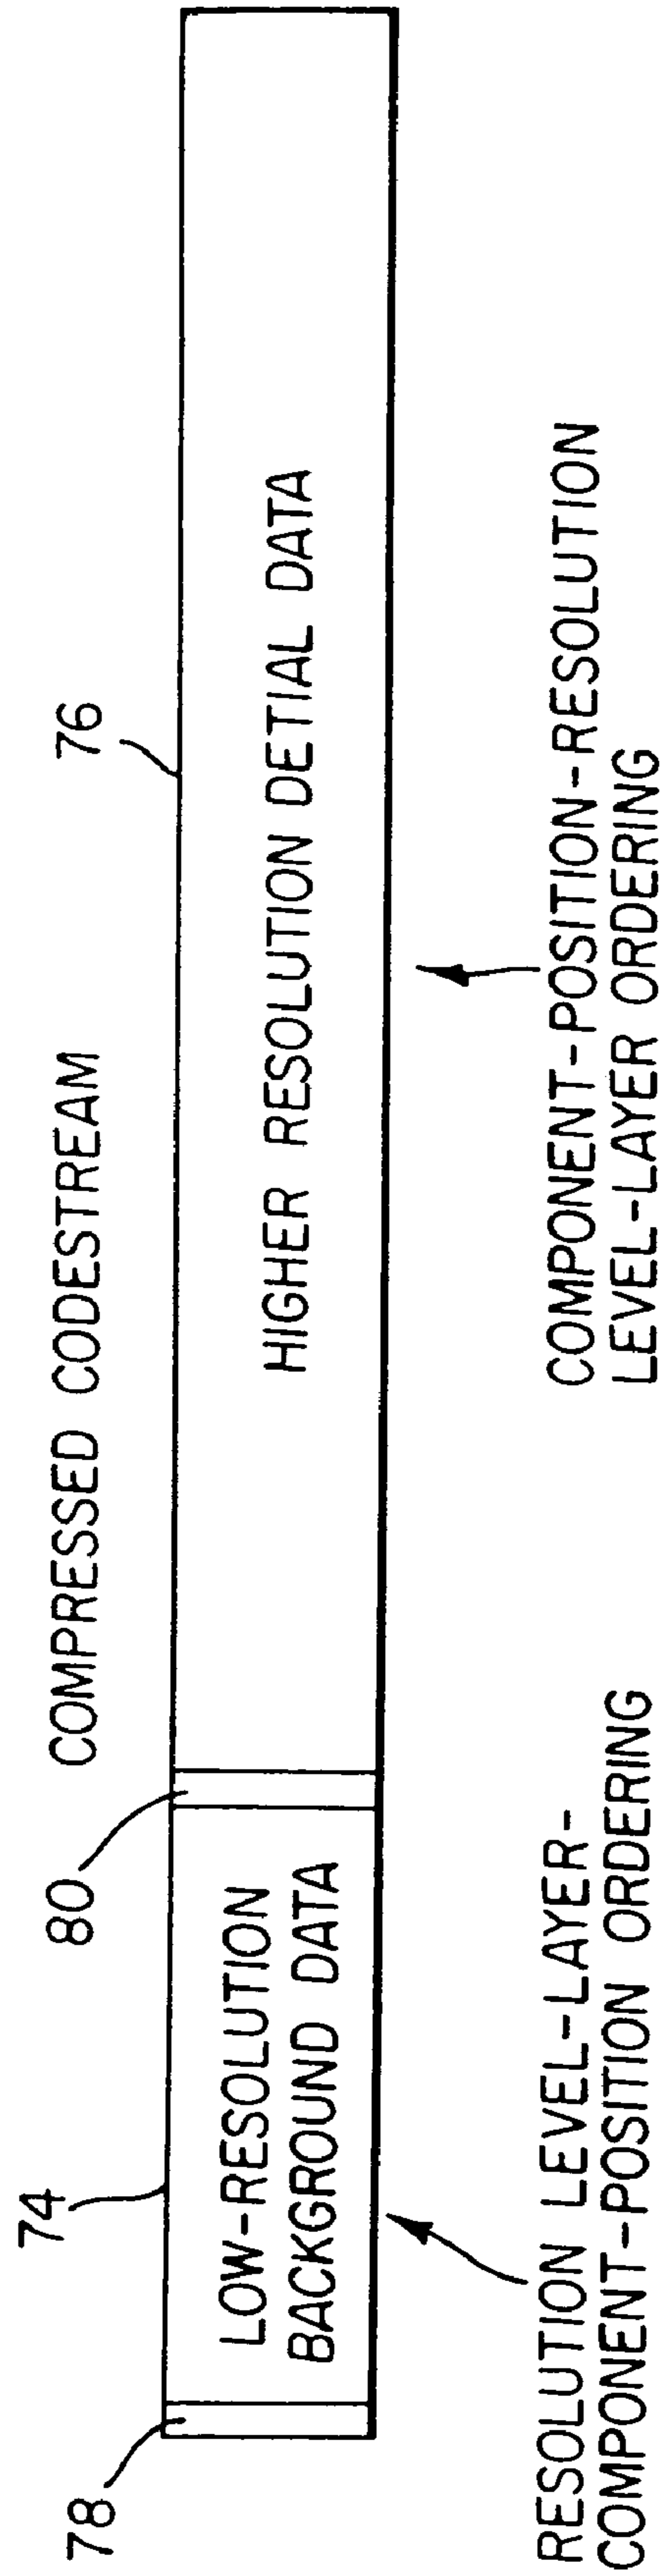 COMPRESSED CODESTREAM
78
74
80
76
LOW-RESOLUTION
BACKGROUND DATA
HIGHER RESOLUTION DETIAL DATA
RESOLUTION LEVEL-LAYER-
COMPONENT-POSITION ORDERING
COMPONENT-POSITION-RESOLUTION
LEVEL-LAYER ORDERING